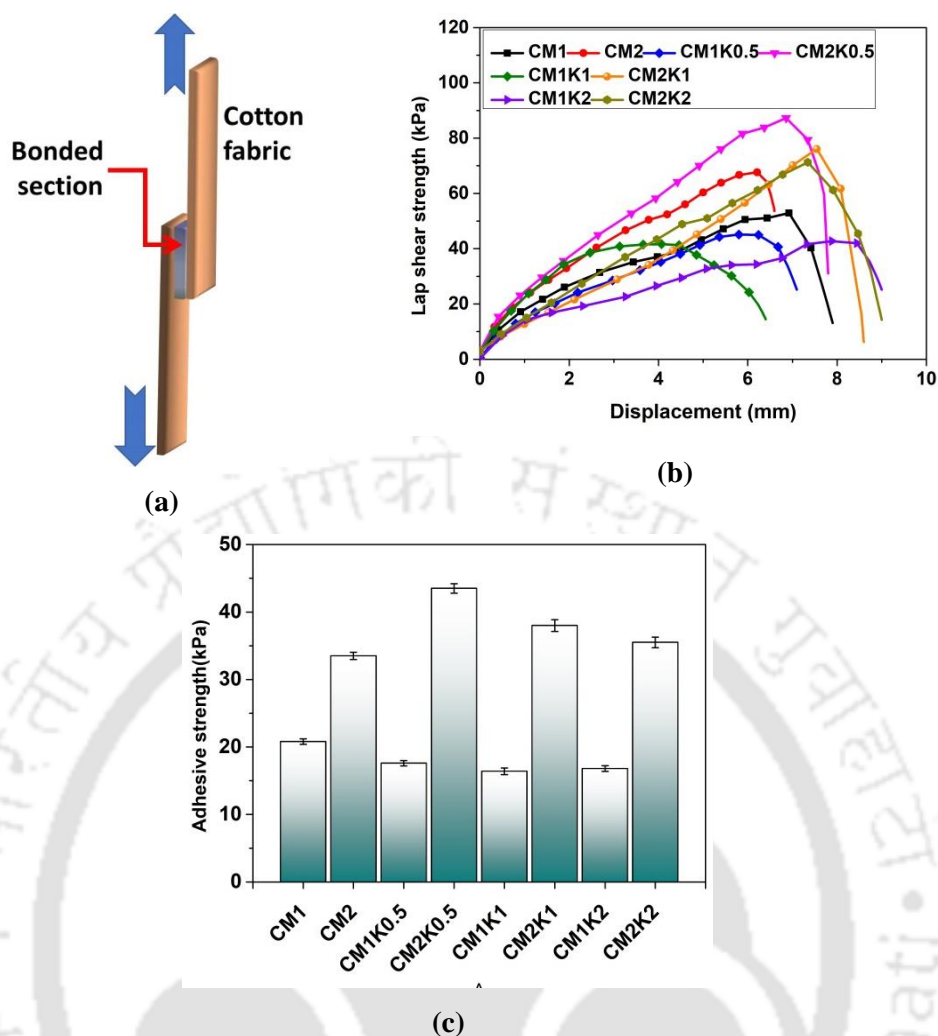 Bonded
section
Cotton
fabric
(a)
Lap shear strength (kPa)
120
100
80
60
40
20
0
CM1 CM2 CM1K0.5 CM2K0.5
CM1K1 CM2K1
CM1K2 CM2K2
0 2 4 6 8 10
Displacement (mm)
(b)
Adhesive strength(kPa)
50
40
30
20
10
0
CM1 CM2 CM1K0.5 CM2K0.5 CM1K1 CM2K1 CM1K2 CM2K2
(c)